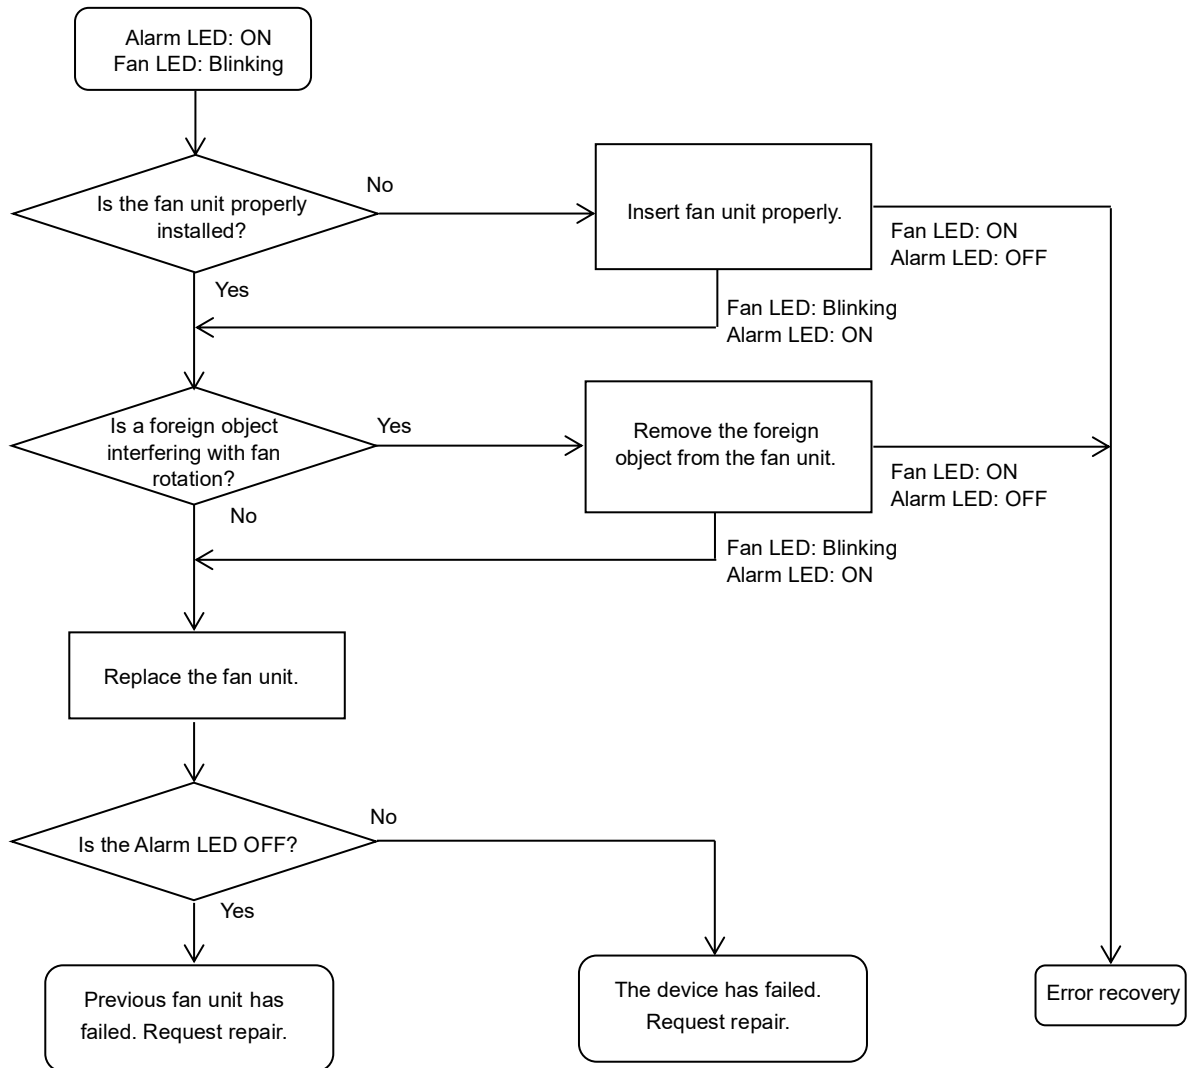 Alarm LED: ON
Fan LED: Blinking
Is the fan unit properly
installed?
No
Insert fan unit properly.
Fan LED: ON
Alarm LED: OFF
Yes
Fan LED: Blinking
Alarm LED: ON
Is a foreign object
interfering with fan
rotation?
Yes
Remove the foreign
object from the fan unit.
Fan LED: ON
Alarm LED: OFF
No
Fan LED: Blinking
Alarm LED: ON
Replace the fan unit.
Is the Alarm LED OFF?
No
Yes
Previous fan unit has
failed. Request repair.
The device has failed.
Request repair.
Error recovery